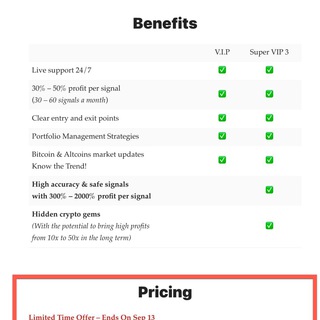 Benefits
V.I.P Super VIP 3
Live support 24/7 ✅ ✅
30% – 50% profit per signal
(30 – 60 signals a month) ✅ ✅
Clear entry and exit points ✅ ✅
Portfolio Management Strategies ✅ ✅
Bitcoin & Altcoins market updates
Know the Trend! ✅ ✅
High accuracy & safe signals
with 300% – 2000% profit per signal ✅
Hidden crypto gems
(With the potential to bring high profits
from 10x to 50x in the long term) ✅
Pricing
Limited Time Offer – Ends On Sep 13